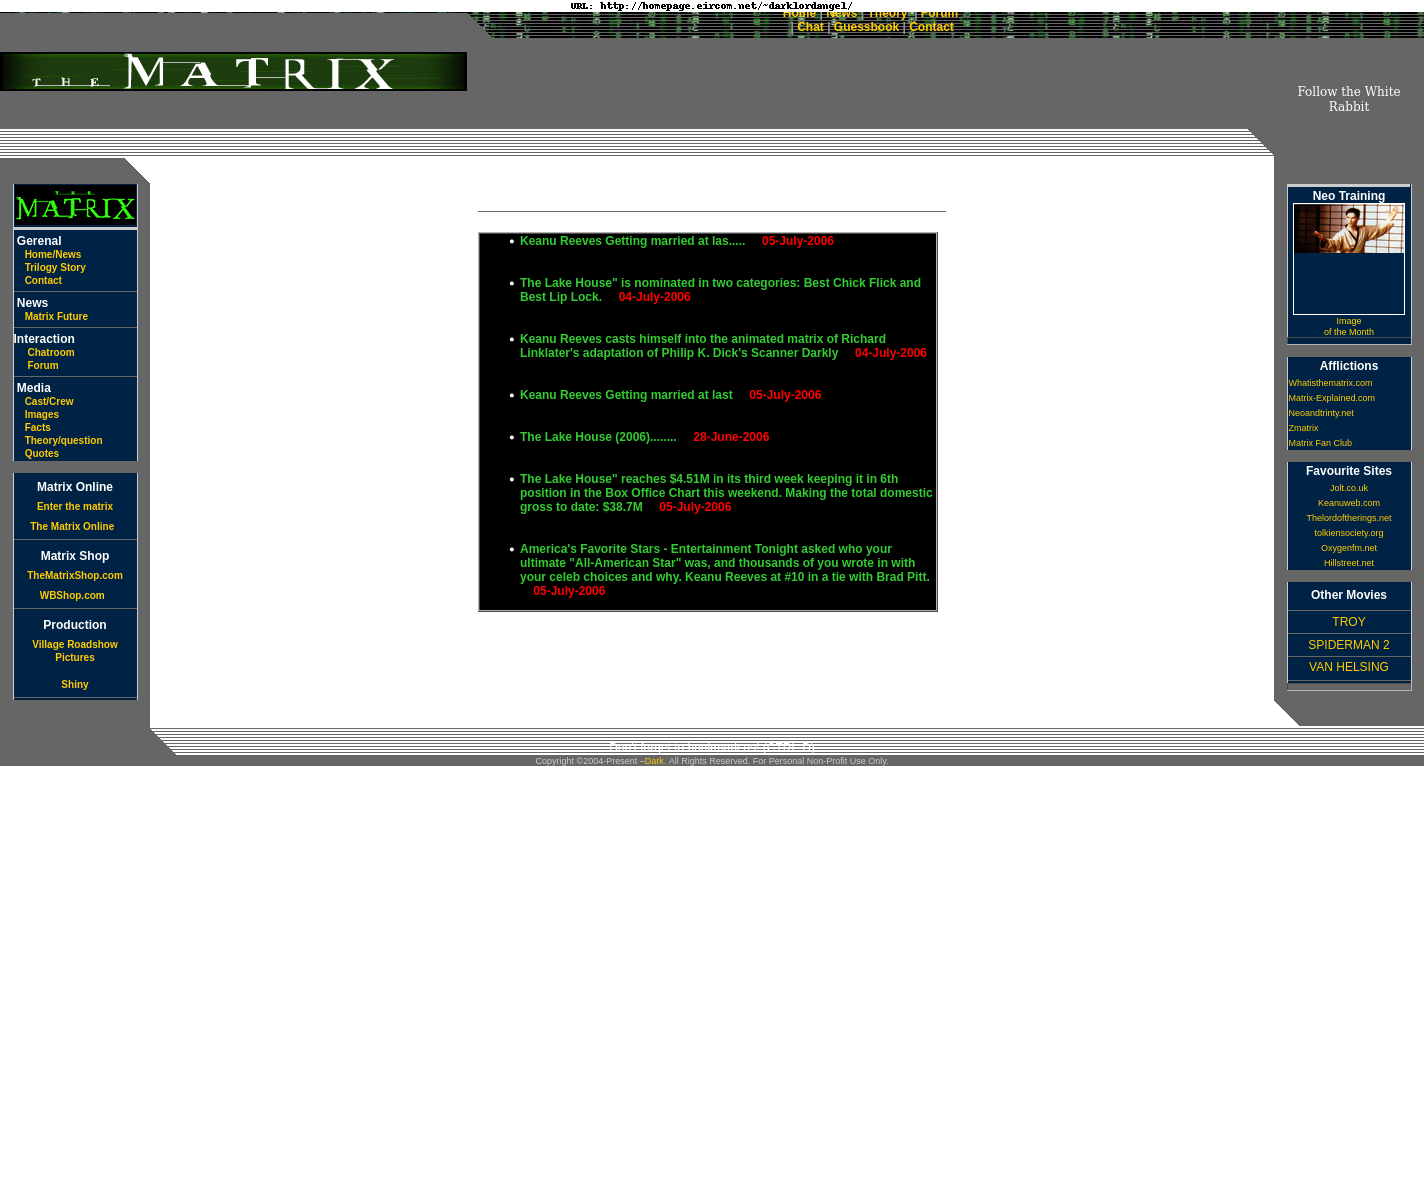 URL: http://homepage.eircom.net/~darklordangel/
Home | News | Theory | Forum
| Chat | Guessbook | Contact
THE MATRIX
Follow the White
Rabbit
MATRIX
Gerenal
Home/News
Trilogy Story
Contact
News
Matrix Future
Interaction
Chatroom
Forum
Media
Cast/Crew
Images
Facts
Theory/question
Quotes
Matrix Online
Enter the matrix
The Matrix Online
Matrix Shop
TheMatrixShop.com
WBShop.com
Production
Village Roadshow
Pictures
Shiny
Keanu Reeves Getting married at las..... 05-July-2006
The Lake House" is nominated in two categories: Best Chick Flick and
Best Lip Lock. 04-July-2006
Keanu Reeves casts himself into the animated matrix of Richard
Linklater's adaptation of Philip K. Dick's Scanner Darkly 04-July-2006
Keanu Reeves Getting married at last 05-July-2006
The Lake House (2006)........ 28-June-2006
The Lake House" reaches $4.51M in its third week keeping it in 6th
position in the Box Office Chart this weekend. Making the total domestic
gross to date: $38.7M 05-July-2006
America's Favorite Stars - Entertainment Tonight asked who your
ultimate "All-American Star" was, and thousands of you wrote in with
your celeb choices and why. Keanu Reeves at #10 in a tie with Brad Pitt.
05-July-2006
Neo Training
Image
of the Month
Afflictions
Whatisthematrix.com
Matrix-Explained.com
Neoandtrinty.net
Zmatrix
Matrix Fan Club
Favourite Sites
Jolt.co.uk
Keanuweb.com
Thelordoftherings.net
tolkiensociety.org
Oxygenfm.net
Hillstreet.net
Other Movies
TROY
SPIDERMAN 2
VAN HELSING
Copyright ©2004-Present –Dark. All Rights Reserved. For Personal Non-Profit Use Only.